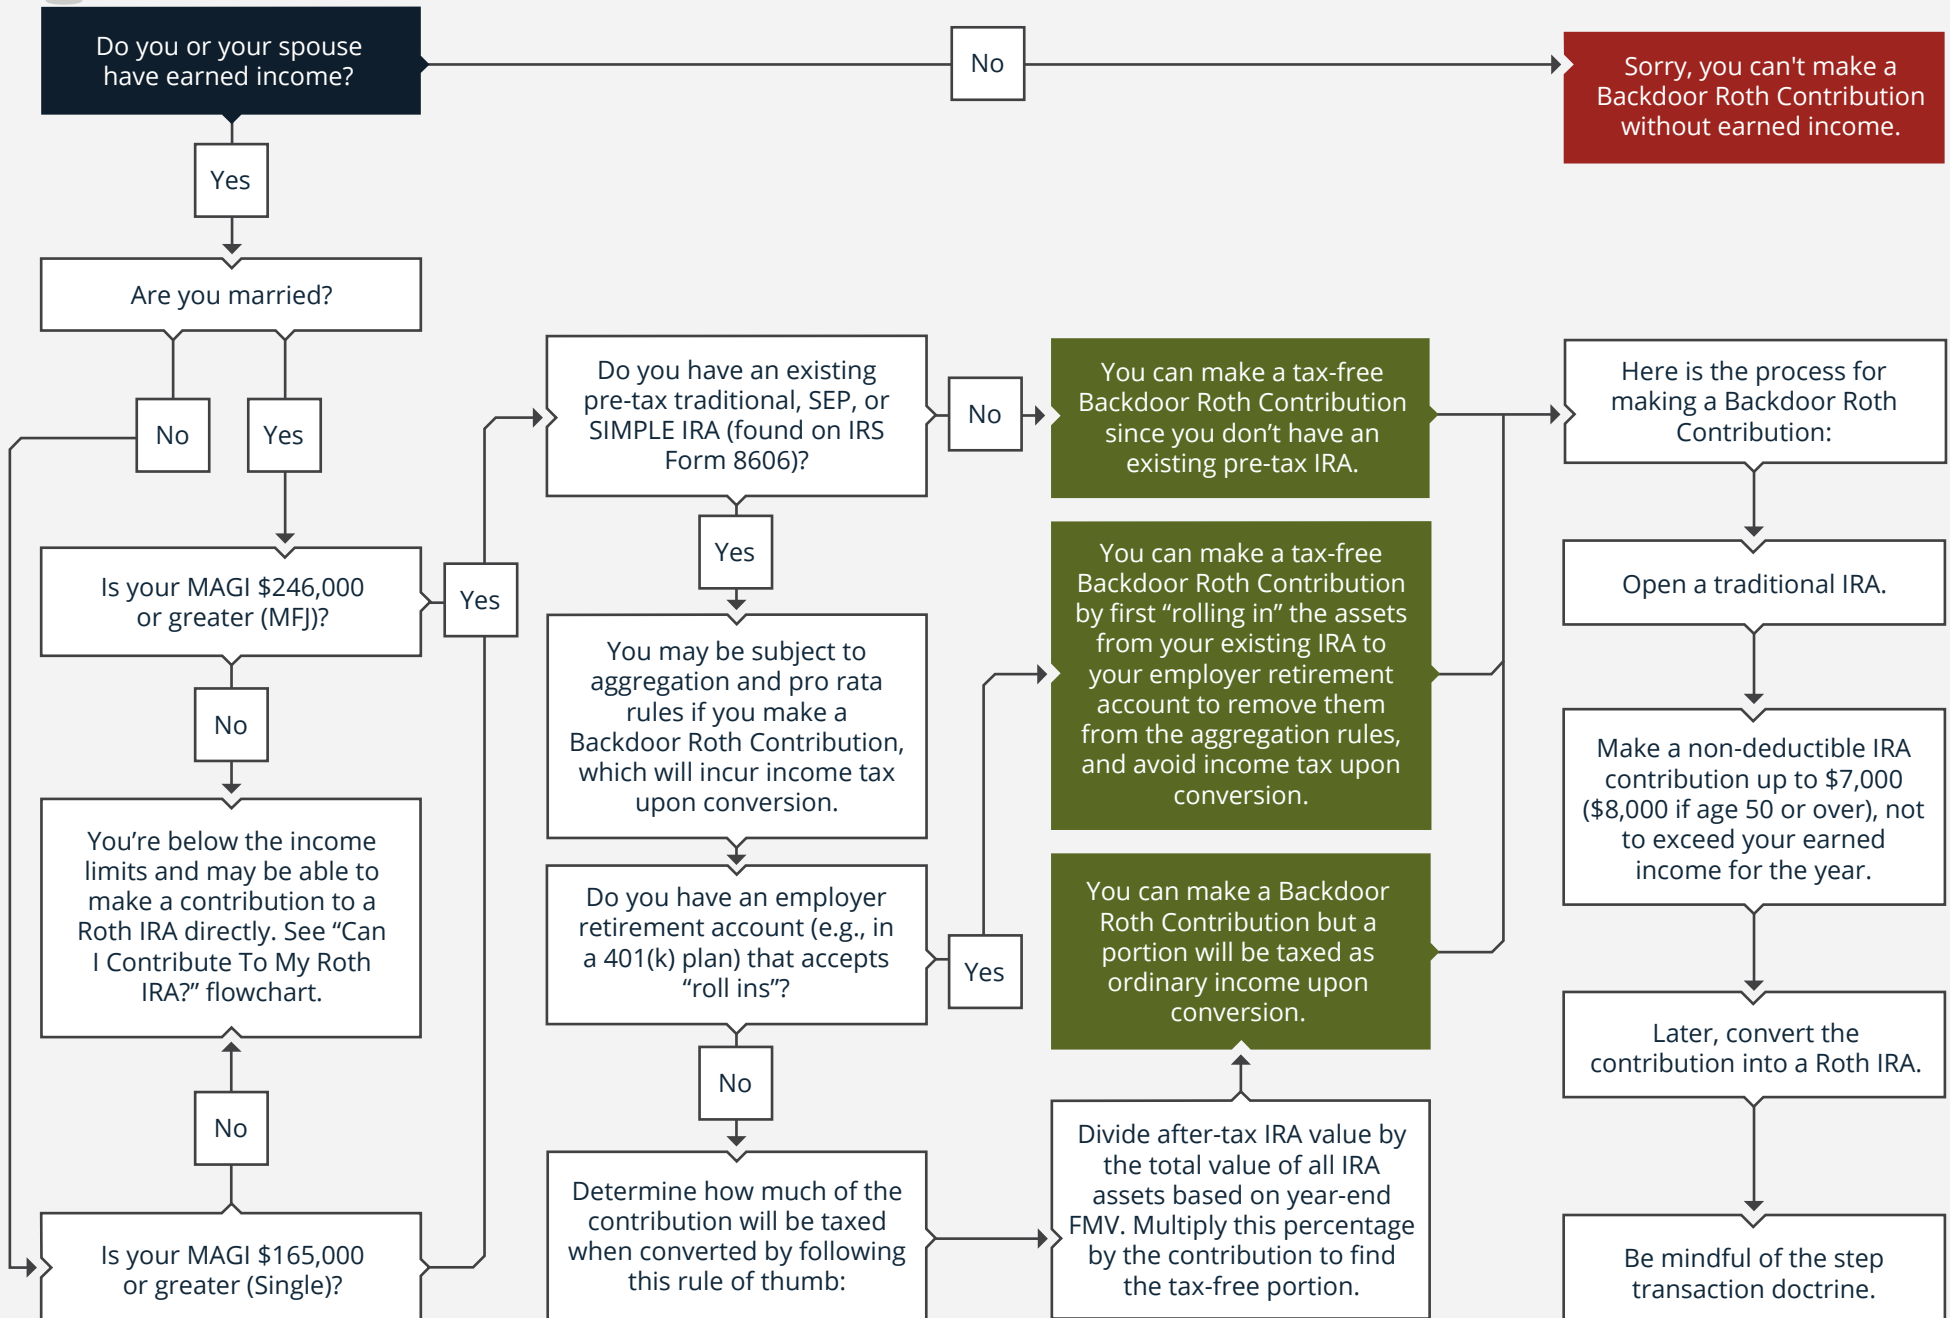 Do you or your spouse
have earned income?
No
Sorry, you can't make a
Backdoor Roth Contribution
without earned income.
Yes
Are you married?
No
Yes
Is your MAGI $246,000
or greater (MFJ)?
Yes
No
You’re below the income
limits and may be able to
make a contribution to a
Roth IRA directly. See “Can
I Contribute To My Roth
IRA?” flowchart.
No
Is your MAGI $165,000
or greater (Single)?
Do you have an existing
pre-tax traditional, SEP, or
SIMPLE IRA (found on IRS
Form 8606)?
No
Yes
You may be subject to
aggregation and pro rata
rules if you make a
Backdoor Roth Contribution,
which will incur income tax
upon conversion.
Do you have an employer
retirement account (e.g., in
a 401(k) plan) that accepts
“roll ins”?
Yes
No
Determine how much of the
contribution will be taxed
when converted by following
this rule of thumb:
You can make a tax-free
Backdoor Roth Contribution
since you don’t have an
existing pre-tax IRA.
You can make a tax-free
Backdoor Roth Contribution
by first “rolling in” the assets
from your existing IRA to
your employer retirement
account to remove them
from the aggregation rules,
and avoid income tax upon
conversion.
You can make a Backdoor
Roth Contribution but a
portion will be taxed as
ordinary income upon
conversion.
Divide after-tax IRA value by
the total value of all IRA
assets based on year-end
FMV. Multiply this percentage
by the contribution to find
the tax-free portion.
Here is the process for
making a Backdoor Roth
Contribution:
Open a traditional IRA.
Make a non-deductible IRA
contribution up to $7,000
($8,000 if age 50 or over), not
to exceed your earned
income for the year.
Later, convert the
contribution into a Roth IRA.
Be mindful of the step
transaction doctrine.